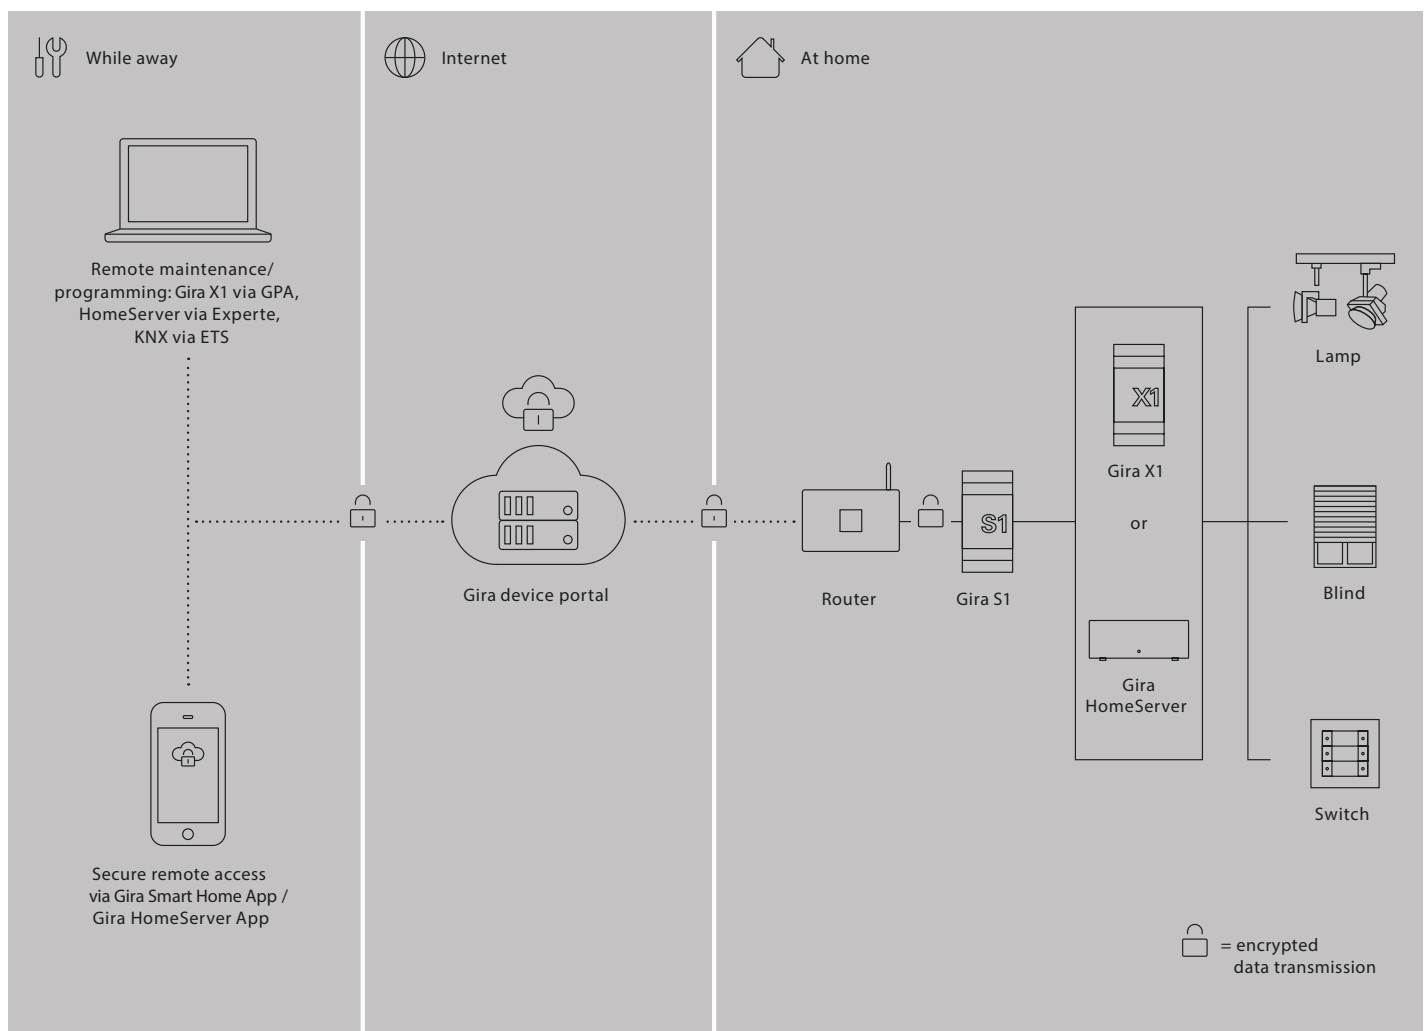 While away
Internet
At home
Remote maintenance/
programming: Gira X1 via GPA,
HomeServer via Experte,
KNX via ETS
Secure remote access
via Gira Smart Home App /
Gira HomeServer App
Gira device portal
Router
S1
Gira S1
X1
Gira X1
or
Gira
HomeServer
Lamp
Blind
Switch
= encrypted
data transmission